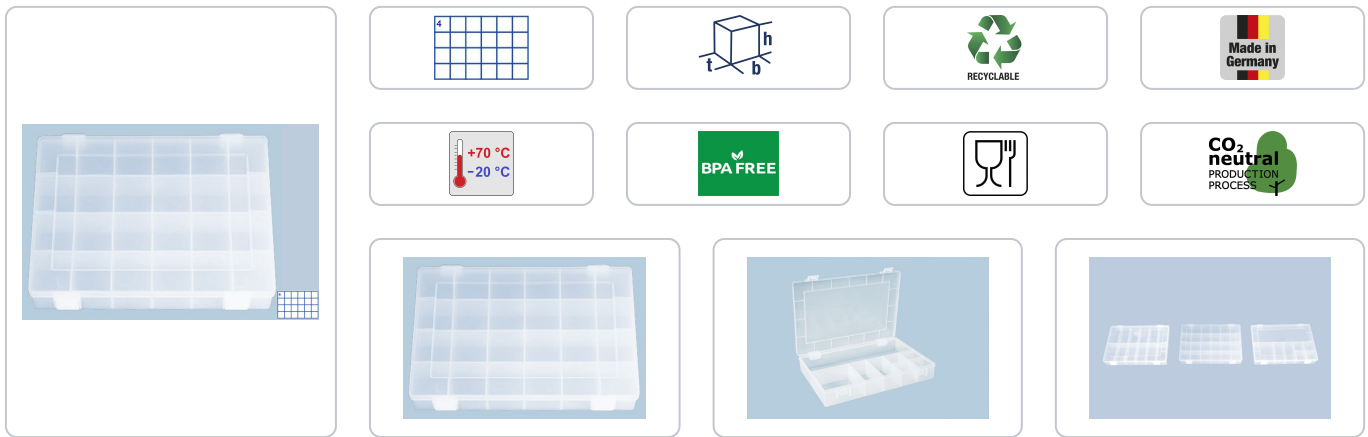 4
h
t
b
RECYCLABLE
Made in
Germany
+70 °C
−20 °C
BPA FREE
CO₂
neutral
PRODUCTION
PROCESS